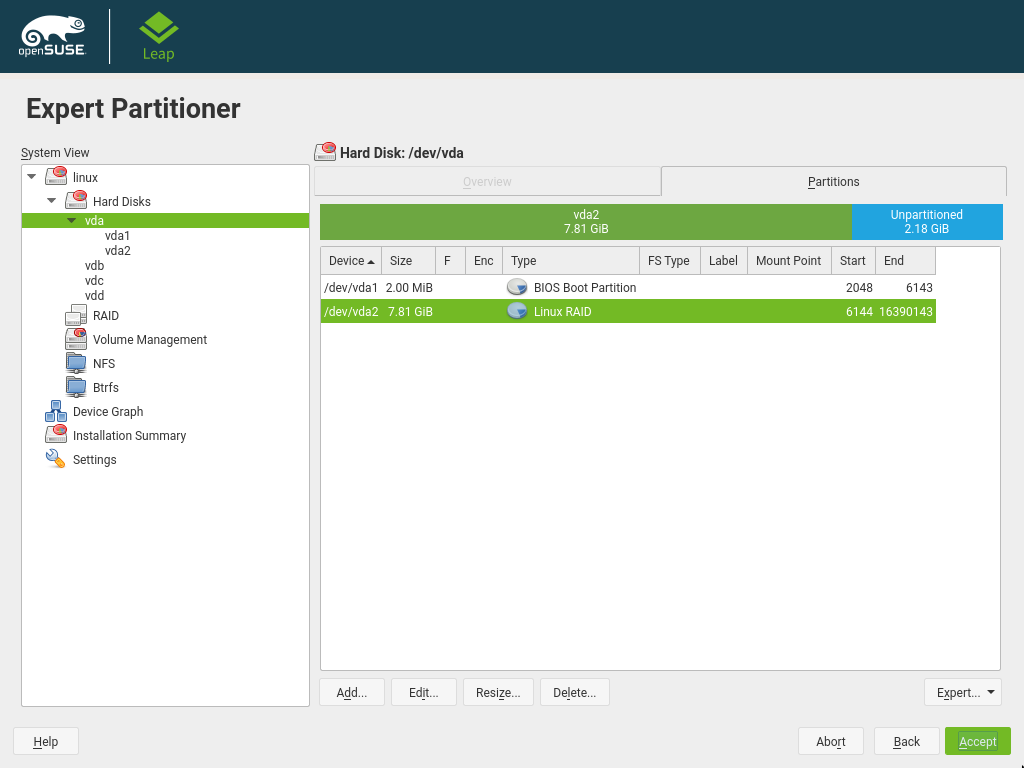 openSUSE.
Leap
Expert Partitioner
System View
linux
Hard Disks
vda
vda1
vda2
vdb
vdc
vdd
RAID
Volume Management
NFS
Btrfs
Device Graph
Installation Summary
Settings
Hard Disk: /dev/vda
Overview Partitions
vda2 Unpartitioned
7.81 GiB 2.18 GiB
Device Size F Enc Type FS Type Label Mount Point Start End
/dev/vda1 2.00 MiB BIOS Boot Partition 2048 6143
/dev/vda2 7.81 GiB Linux RAID 6144 16390143
Add... Edit... Resize... Delete... Expert...
Help Abort Back Accept